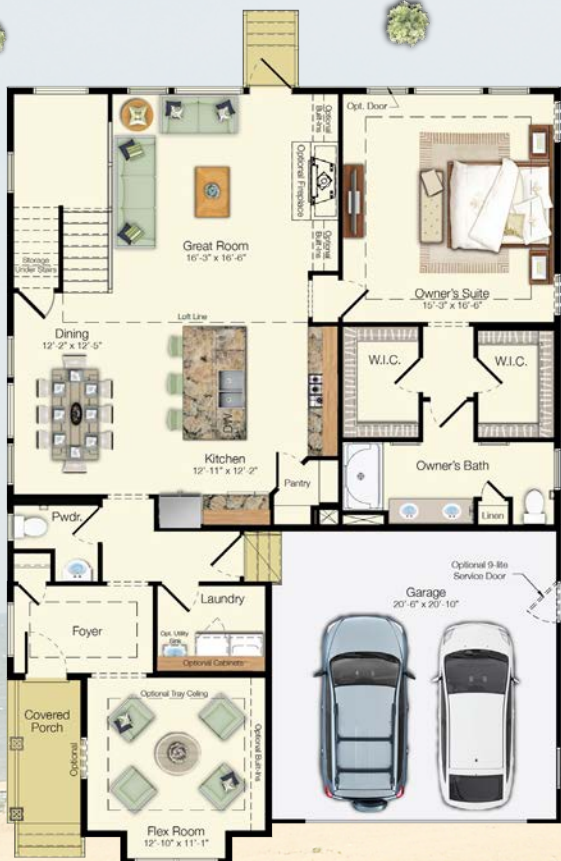 Opt. Door
Optional
Built-Ins
Optional Fireplace
Optional
Built-Ins
Great Room
16'-3" x 16'-6"
Storage
Under Stairs
Owner's Suite
15'-3" x 16'-6"
Loft Line
Dining
12'-2" x 12'-5"
W.I.C.
W.I.C.
DW
Kitchen
12'-11" x 12'-2"
Pantry
Owner's Bath
Linen
Pwdr.
Optional 9-lite
Service Door
Garage
20'-6" x 20'-10"
Laundry
Foyer
Opt. Utility
Sink
Optional Cabinets
Optional Tray Ceiling
Covered
Porch
Optional
Optional Built-Ins
Flex Room
12'-10" x 11'-1"